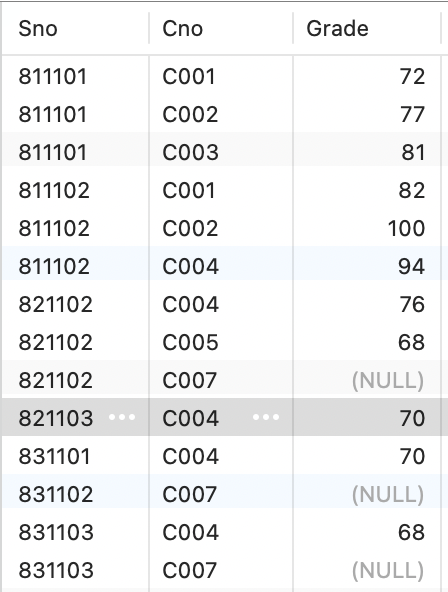 Sno Cno Grade
811101 C001 72
811101 C002 77
811101 C003 81
811102 C001 82
811102 C002 100
811102 C004 94
821102 C004 76
821102 C005 68
821102 C007 (NULL)
821103 ••• C004 ••• 70
831101 C004 70
831102 C007 (NULL)
831103 C004 68
831103 C007 (NULL)